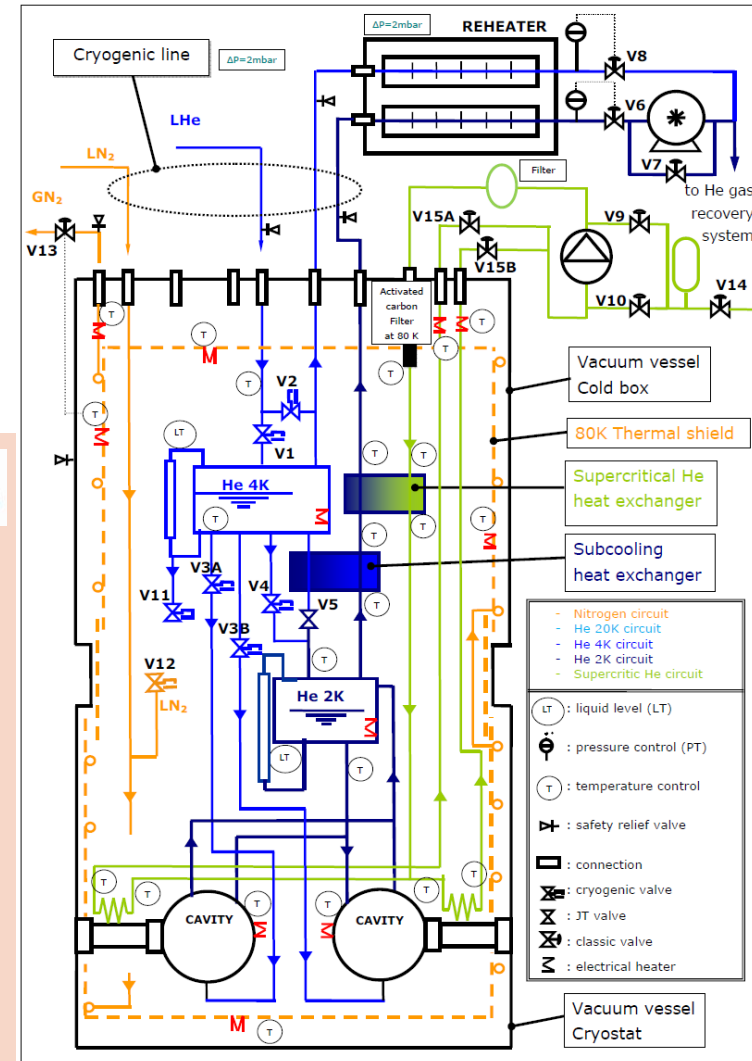 ΔP=2mbar
REHEATER
Cryogenic line
ΔP=2mbar
V8
LHe
V6
LN2
V7
GN2
Filter
to He gas
recovery
system
V15A
V9
V13
V15B
V10
V14
Activated
carbon
Filter
at 80 K
T
M
T
M
M
M
T
T
T
Vacuum vessel
Cold box
V2
T
T
M
80K Thermal shield
LT
V1
T
T
He 4K
Supercritical He
heat exchanger
M
T
T
T
T
M
V3A
V4
Subcooling
heat exchanger
V11
V5
T
V3B
- Nitrogen circuit
- He 20K circuit
- He 4K circuit
- He 2K circuit
- Supercritic He circuit
V12
T
LN2
He 2K
M
LT
T
LT : liquid level (LT)
: pressure control (PT)
T : temperature control
: safety relief valve
: connection
: cryogenic valve
: JT valve
: classic valve
: electrical heater
T
T
T
T
T
T
CAVITY
M
M
CAVITY
M
T
Vacuum vessel
Cryostat